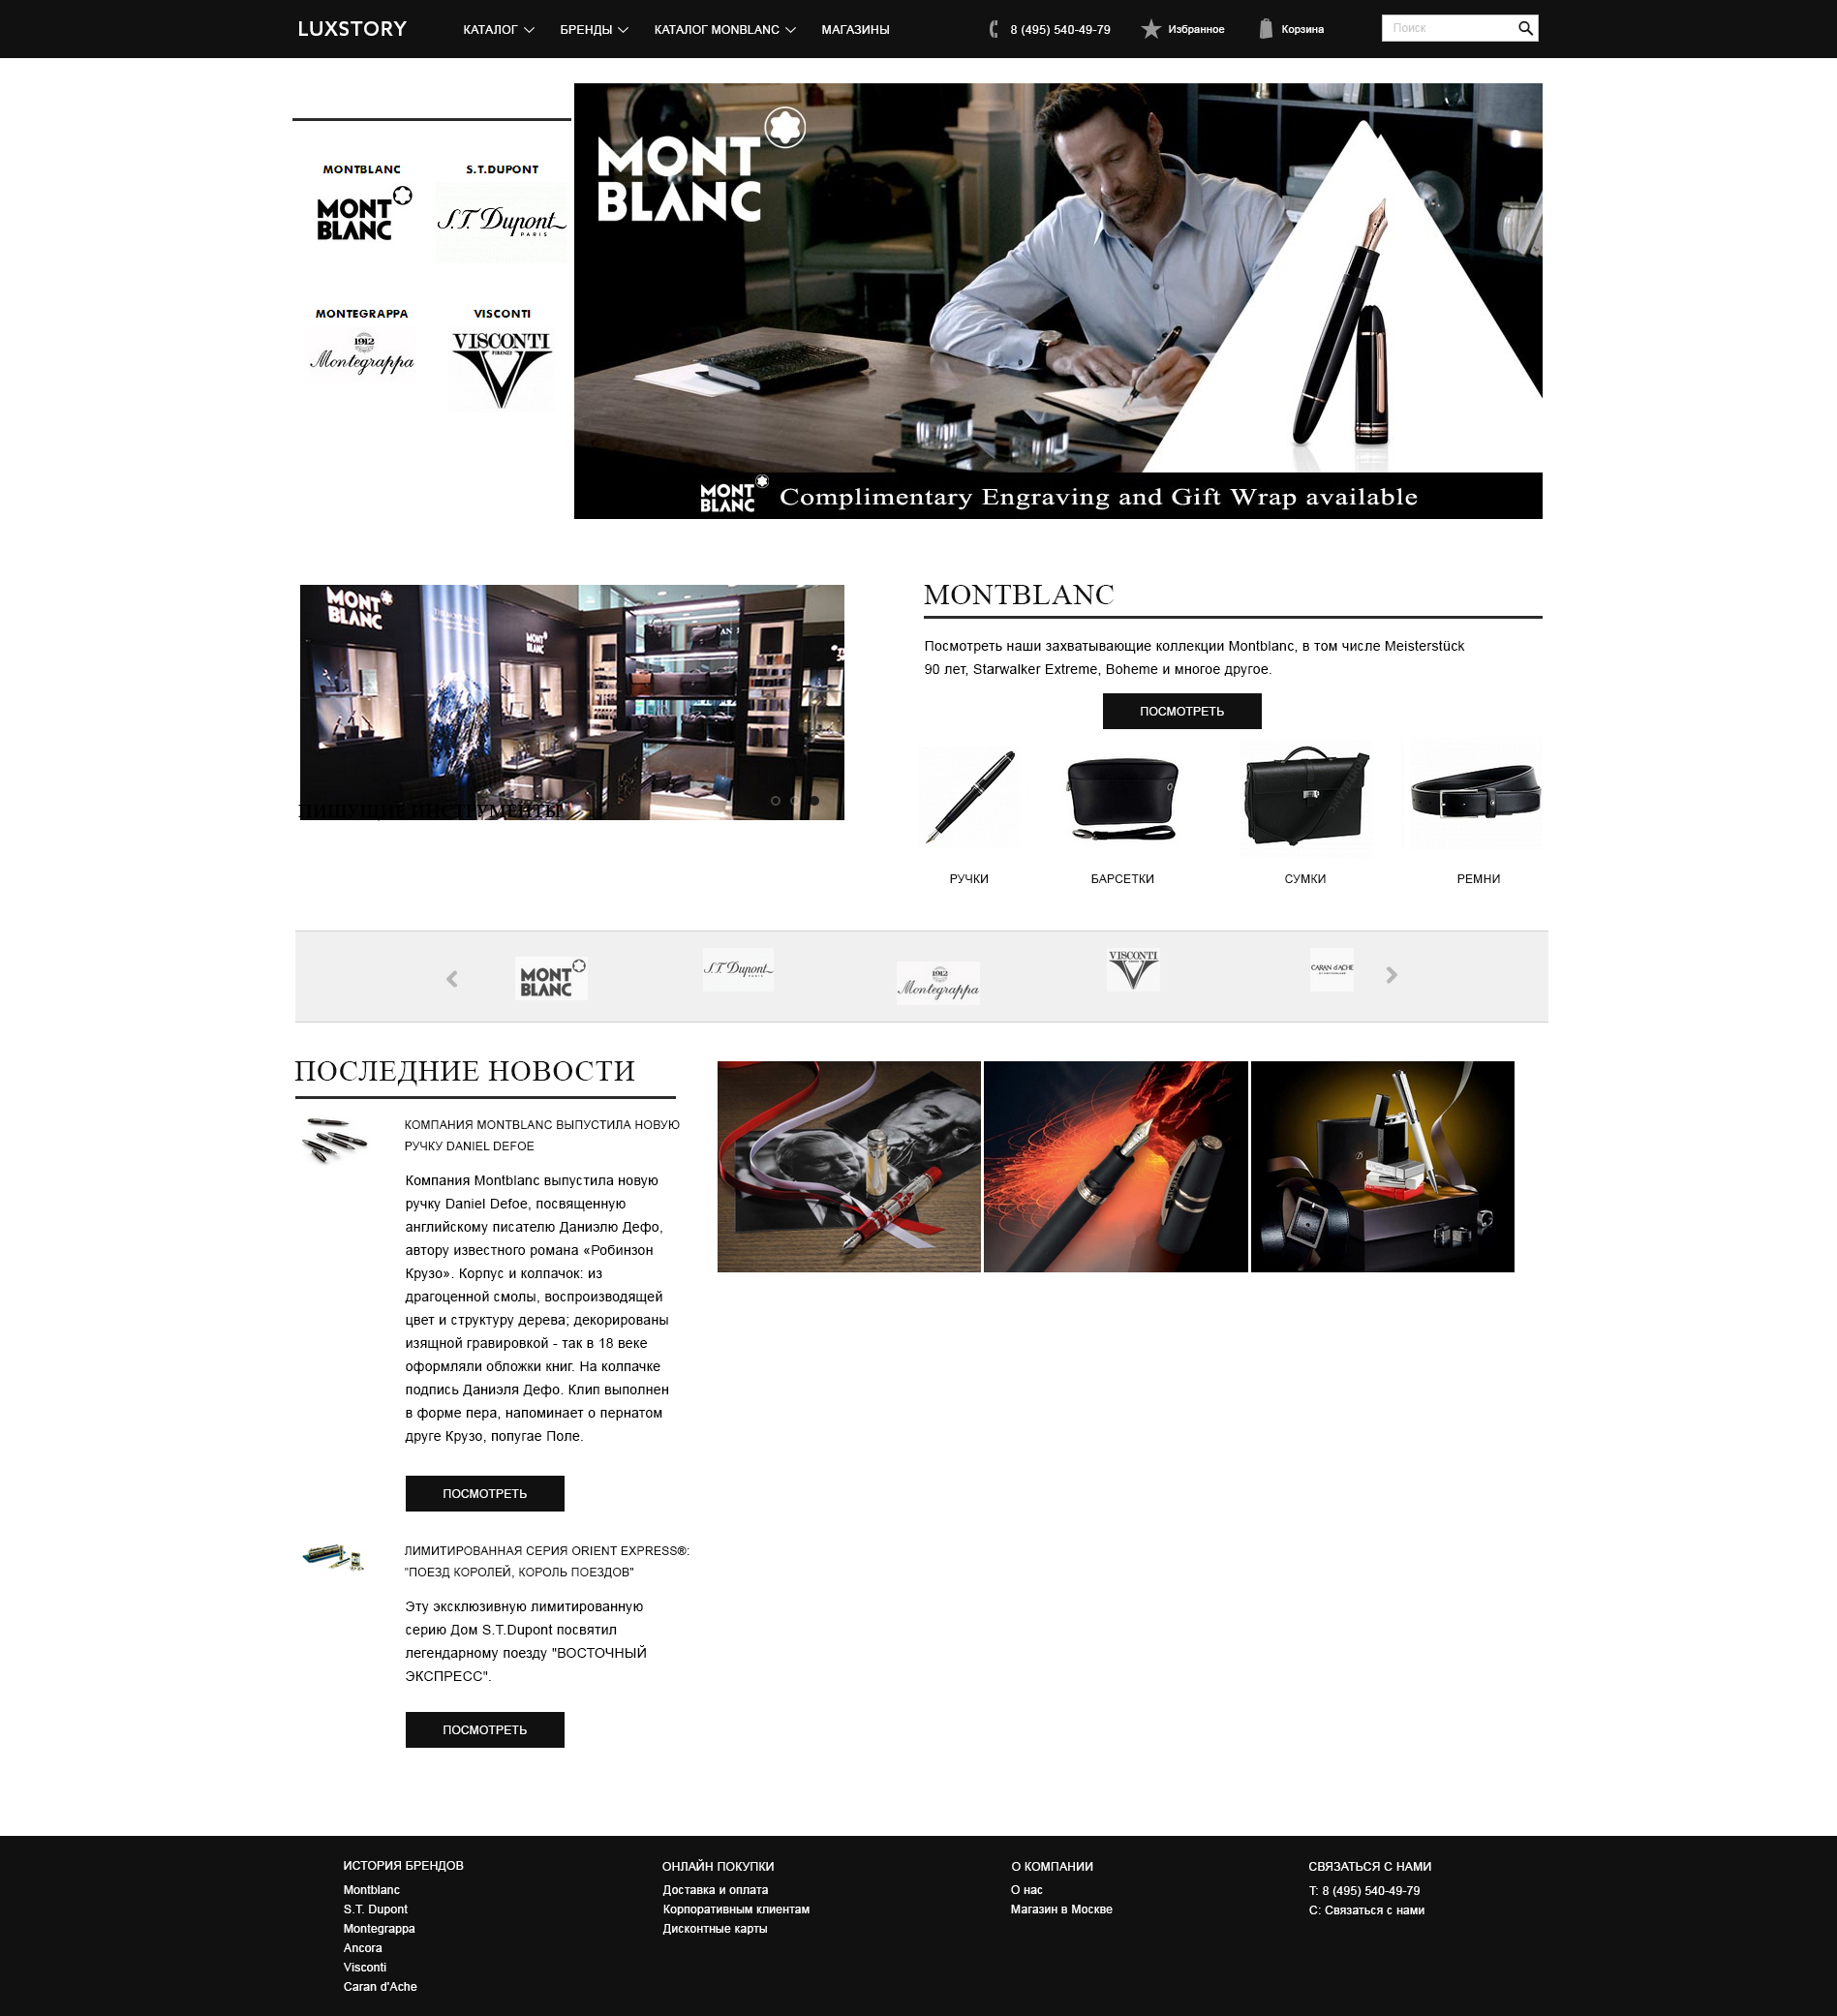 LUXSTORY
КАТАЛОГ
БРЕНДЫ
КАТАЛОГ MONBLANC
МАГАЗИНЫ
8 (495) 540-49-79
Избранное
Корзина
Поиск
MONTBLANC
S.T.DUPONT
MONT
BLANC
S.T. Dupont
PARIS
MONTEGRAPPA
VISCONTI
1912
Montegrappa
VISCONTI
FIRENZE
MONT
BLANC
MONT
BLANC
Complimentary Engraving and Gift Wrap available
MONT
BLANC
MONT
BLANC
ПИШУЩИЕ ИНСТРУМЕНТЫ
MONTBLANC
Посмотреть наши захватывающие коллекции Montblanc, в том числе Meisterstück
90 лет, Starwalker Extreme, Boheme и многое другое.
ПОСМОТРЕТЬ
РУЧКИ
БАРСЕТКИ
СУМКИ
РЕМНИ
MONT
BLANC
S.T. Dupont
PARIS
1912
Montegrappa
VISCONTI
CARAN d'ACHE
ПОСЛЕДНИЕ НОВОСТИ
КОМПАНИЯ MONTBLANC ВЫПУСТИЛА НОВУЮ
РУЧКУ DANIEL DEFOE
Компания Montblanc выпустила новую
ручку Daniel Defoe, посвященную
английскому писателю Даниэлю Дефо,
автору известного романа «Робинзон
Крузо». Корпус и колпачок: из
драгоценной смолы, воспроизводящей
цвет и структуру дерева; декорированы
изящной гравировкой - так в 18 веке
оформляли обложки книг. На колпачке
подпись Даниэля Дефо. Клип выполнен
в форме пера, напоминает о пернатом
друге Крузо, попугае Поле.
ПОСМОТРЕТЬ
ЛИМИТИРОВАННАЯ СЕРИЯ ORIENT EXPRESS®:
"ПОЕЗД КОРОЛЕЙ, КОРОЛЬ ПОЕЗДОВ"
Эту эксклюзивную лимитированную
серию Дом S.T.Dupont посвятил
легендарному поезду "ВОСТОЧНЫЙ
ЭКСПРЕСС".
ПОСМОТРЕТЬ
ИСТОРИЯ БРЕНДОВ
Montblanc
S.T. Dupont
Montegrappa
Ancora
Visconti
Caran d'Ache
ОНЛАЙН ПОКУПКИ
Доставка и оплата
Корпоративным клиентам
Дисконтные карты
О КОМПАНИИ
О нас
Магазин в Москве
СВЯЗАТЬСЯ С НАМИ
Т: 8 (495) 540-49-79
С: Связаться с нами